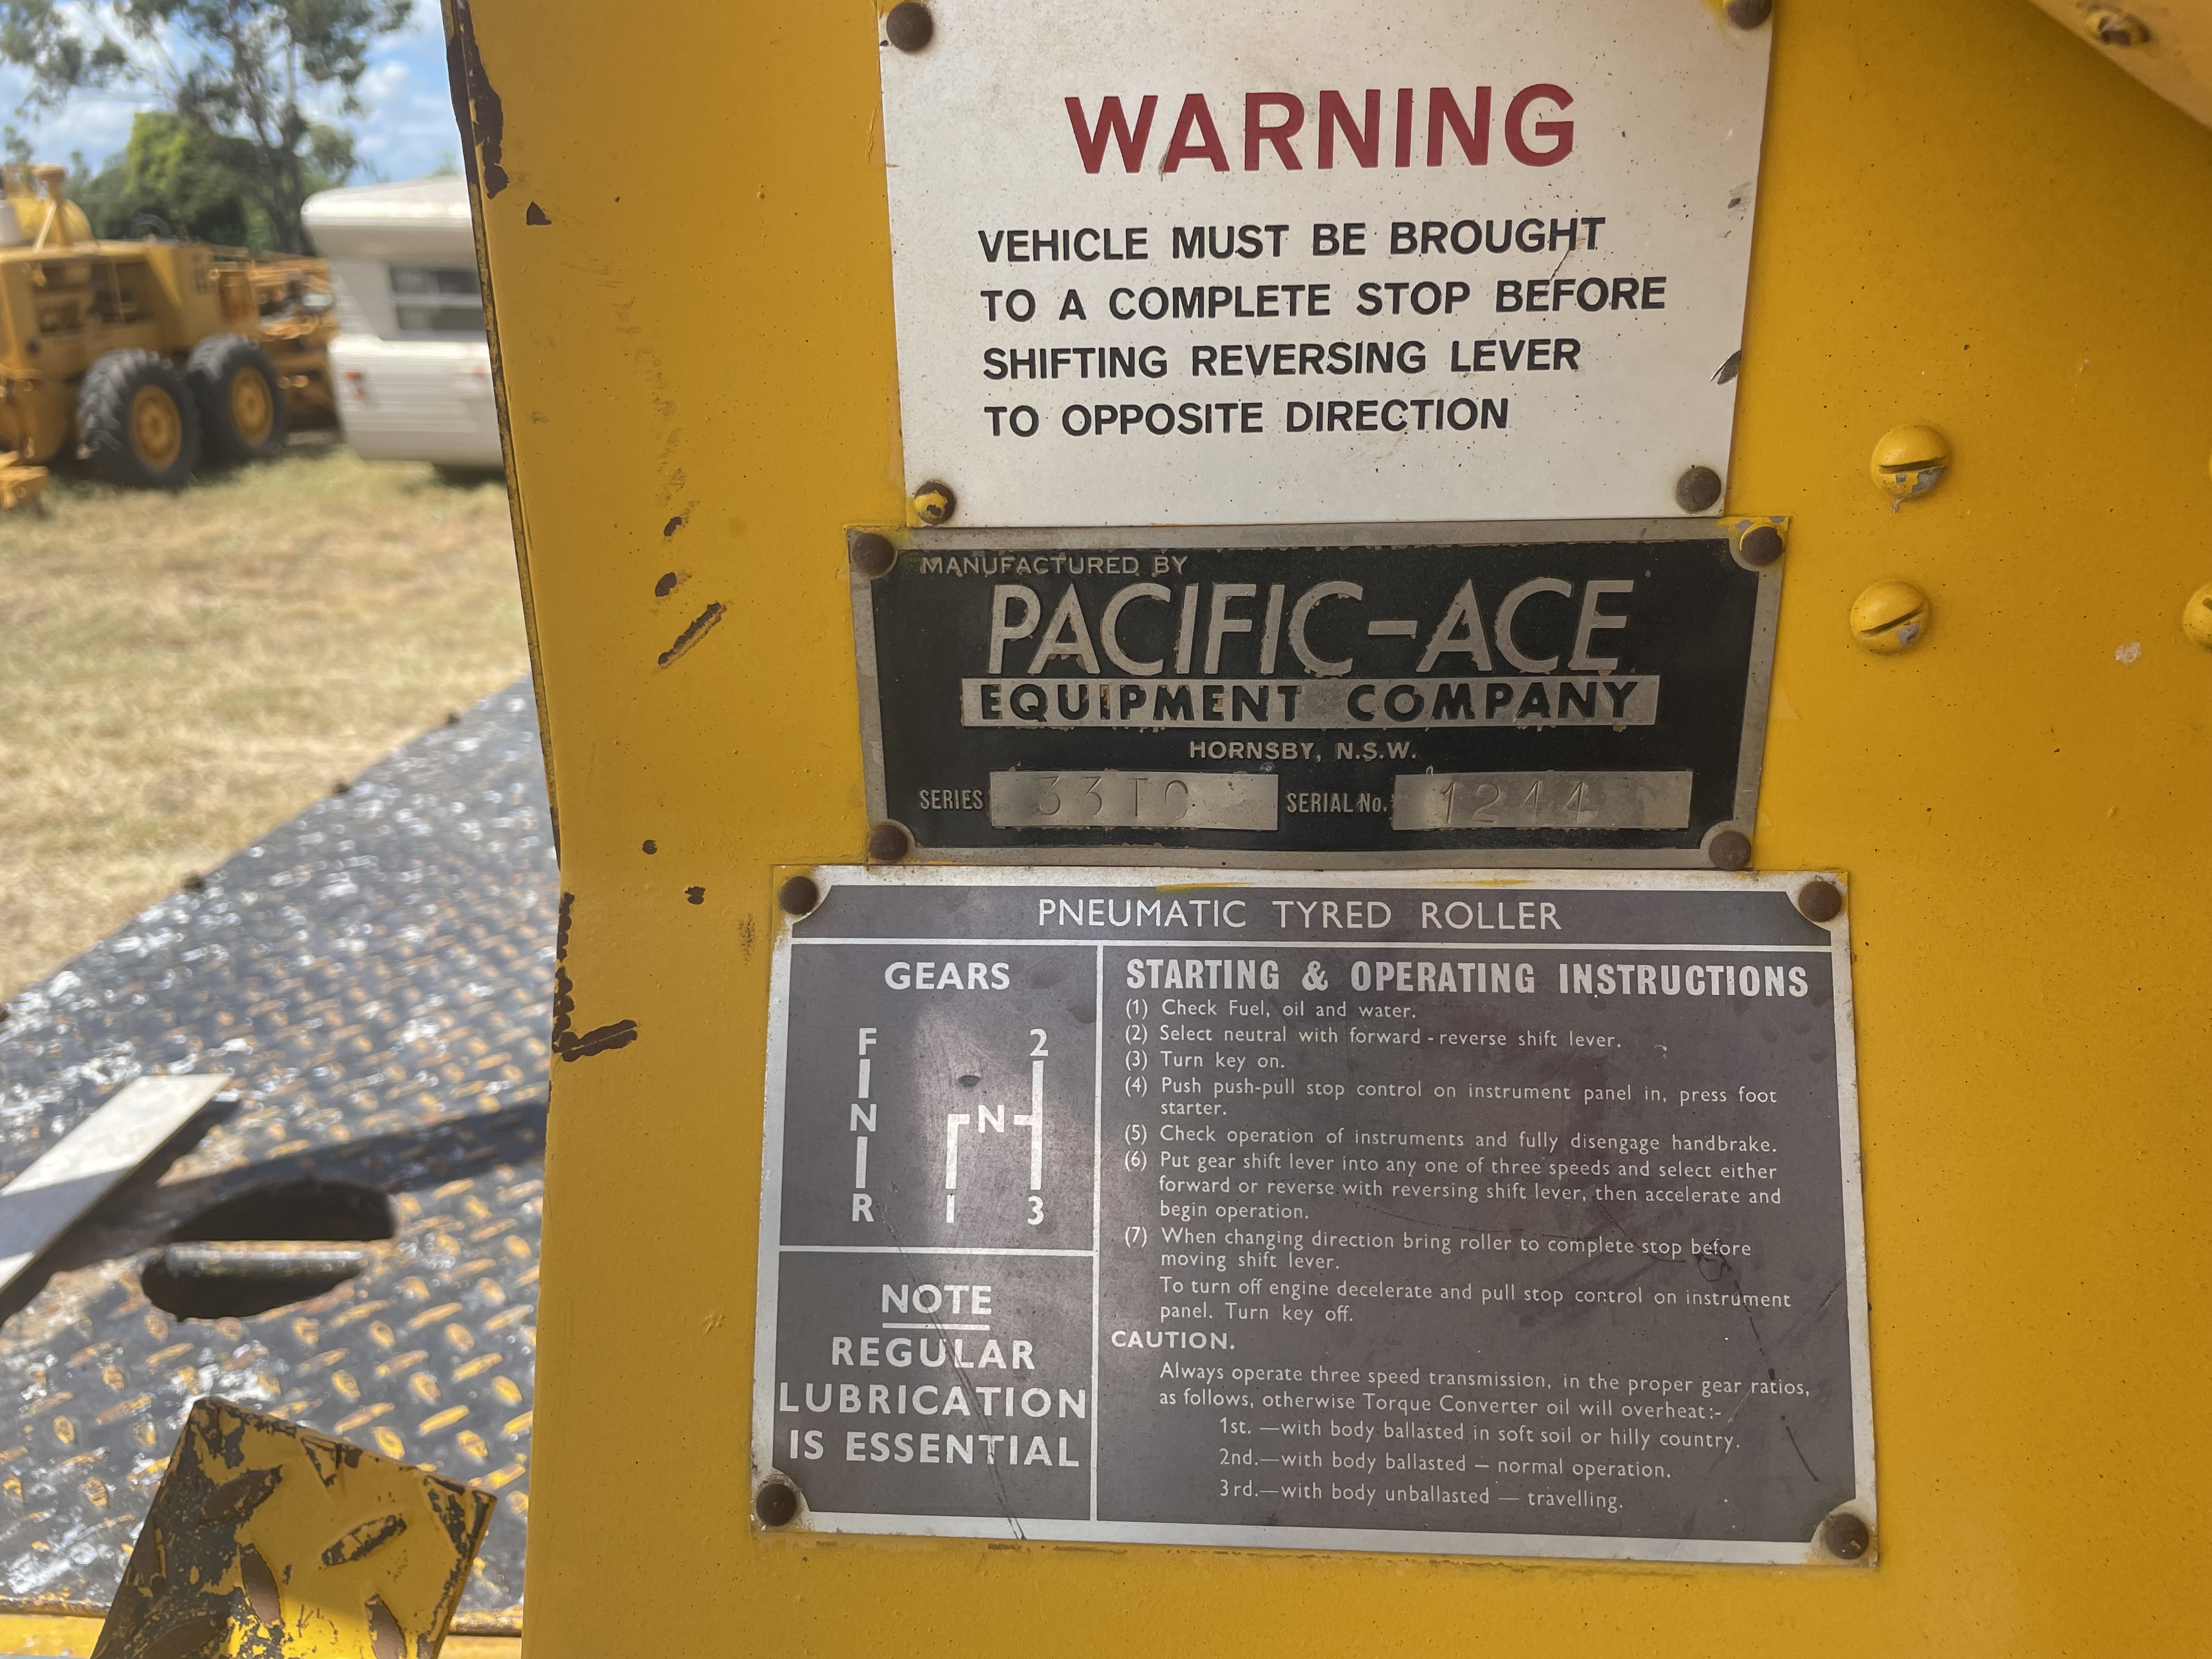 WARNING
VEHICLE MUST BE BROUGHT
TO A COMPLETE STOP BEFORE
SHIFTING REVERSING LEVER
TO OPPOSITE DIRECTION
MANUFACTURED BY
PACIFIC-ACE
EQUIPMENT COMPANY
HORNSBY, N.S.W.
SERIES 33TO SERIAL No. 1244
PNEUMATIC TYRED ROLLER
GEARS
F 2
N N
R 1 3
NOTE
REGULAR
LUBRICATION
IS ESSENTIAL
STARTING & OPERATING INSTRUCTIONS
(1) Check Fuel, oil and water.
(2) Select neutral with forward - reverse shift lever.
(3) Turn key on.
(4) Push push-pull stop control on instrument panel in, press foot
starter.
(5) Check operation of instruments and fully disengage handbrake.
(6) Put gear shift lever into any one of three speeds and select either
forward or reverse with reversing shift lever, then accelerate and
begin operation.
(7) When changing direction bring roller to complete stop before
moving shift lever.
To turn off engine decelerate and pull stop control on instrument
panel. Turn key off.
CAUTION.
Always operate three speed transmission, in the proper gear ratios,
as follows, otherwise Torque Converter oil will overheat:-
1st. —with body ballasted in soft soil or hilly country.
2nd.—with body ballasted — normal operation.
3rd.—with body unballasted — travelling.